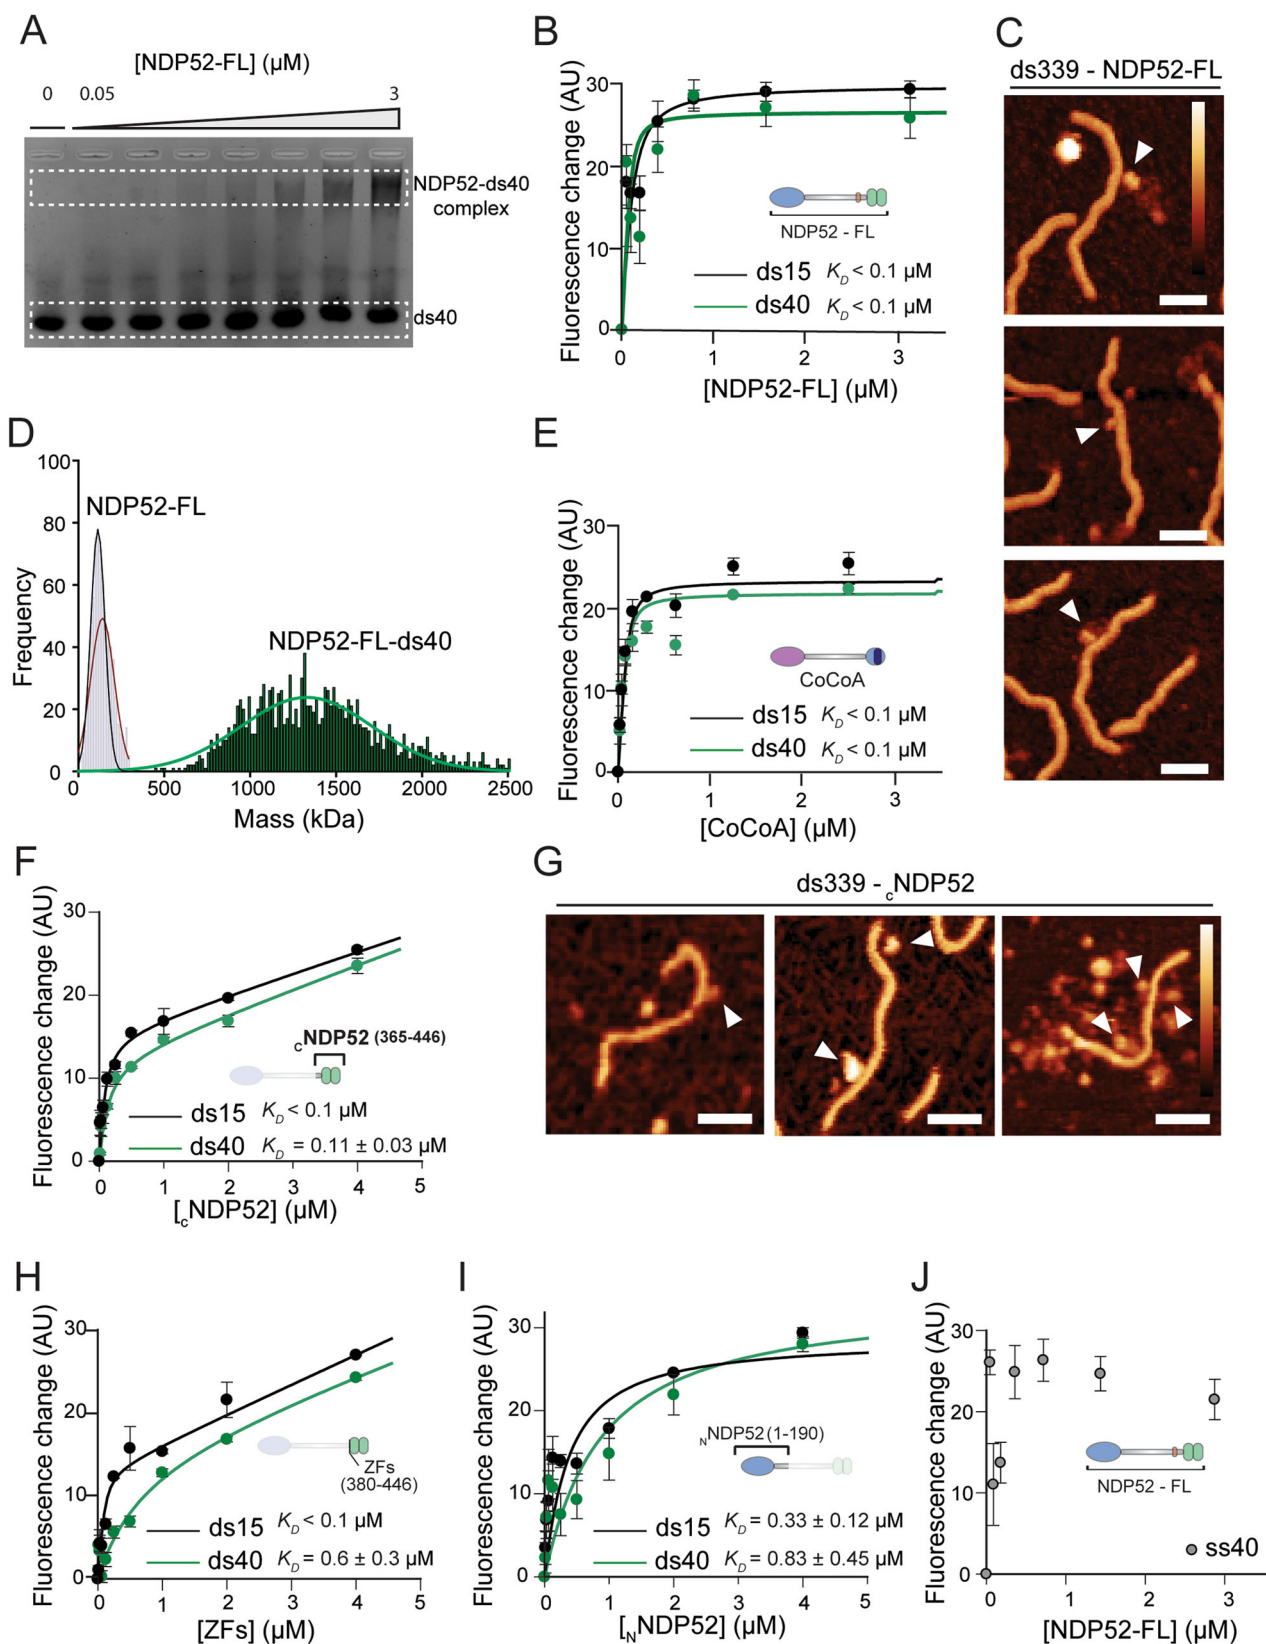 A
[NDP52-FL] (µM)
0 0.05 3
NDP52-ds40
complex
ds40
B
Fluorescence change (AU)
30
20
10
0
NDP52 - FL
ds15 K_D < 0.1 µM
ds40 K_D < 0.1 µM
0 1 2 3
[NDP52-FL] (µM)
C
ds339 - NDP52-FL
D
Frequency
100
80
60
40
20
0
NDP52-FL
NDP52-FL-ds40
0 500 1000 1500 2000 2500
Mass (kDa)
E
Fluorescence change (AU)
30
20
10
0
CoCoA
ds15 K_D < 0.1 µM
ds40 K_D < 0.1 µM
0 1 2 3
[CoCoA] (µM)
F
Fluorescence change (AU)
30
20
10
0
cNDP52 (365-446)
ds15 K_D < 0.1 µM
ds40 K_D = 0.11 ± 0.03 µM
0 1 2 3 4 5
[cNDP52] (µM)
G
ds339 - cNDP52
H
Fluorescence change (AU)
30
20
10
0
ZFs
(380-446)
ds15 K_D < 0.1 µM
ds40 K_D = 0.6 ± 0.3 µM
0 1 2 3 4 5
[ZFs] (µM)
I
Fluorescence change (AU)
30
20
10
0
NNDP52 (1-190)
ds15 K_D = 0.33 ± 0.12 µM
ds40 K_D = 0.83 ± 0.45 µM
0 1 2 3 4 5
[NNDP52] (µM)
J
Fluorescence change (AU)
30
20
10
0
NDP52 - FL
ss40
0 1 2 3
[NDP52-FL] (µM)